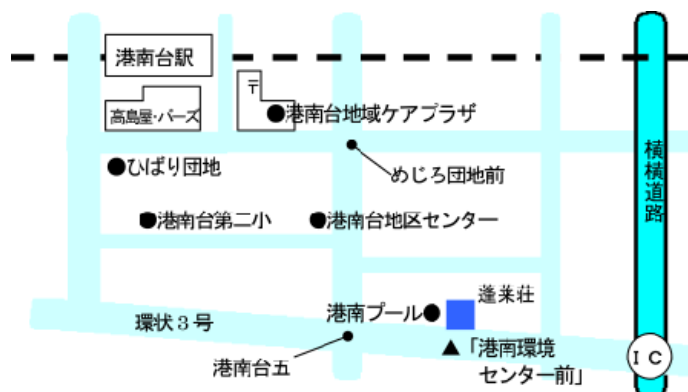 港南台駅
高島屋・バーズ
〒
港南台地域ケアプラザ
ひばり団地
めじろ団地前
横横道路
港南台第二小
港南台地区センター
蓬莱荘
港南プール
環状３号
港南台五
「港南環境
センター前」
ＩＣ